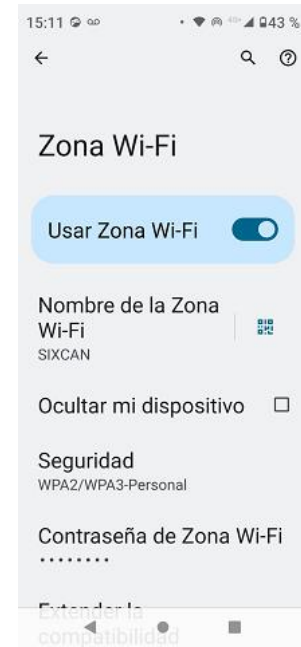 15:11 43 %
Zona Wi-Fi
Usar Zona Wi-Fi
Nombre de la Zona
Wi-Fi
SIXCAN
Ocultar mi dispositivo
Seguridad
WPA2/WPA3-Personal
Contraseña de Zona Wi-Fi
........
Extender la
compatibilidad